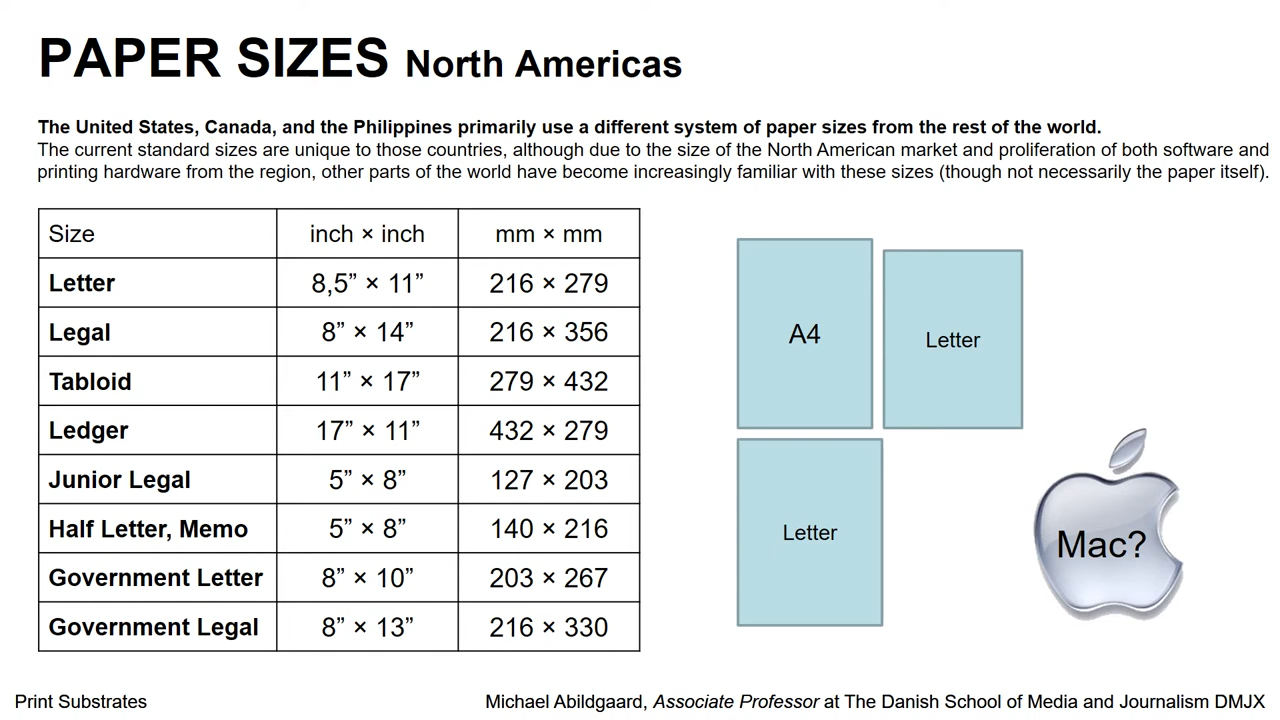 PAPER SIZES North Americas
The United States, Canada, and the Philippines primarily use a different system of paper sizes from the rest of the world.
The current standard sizes are unique to those countries, although due to the size of the North American market and proliferation of both software and
printing hardware from the region, other parts of the world have become increasingly familiar with these sizes (though not necessarily the paper itself).
Size inch × inch mm × mm
Letter 8,5” × 11” 216 × 279
Legal 8” × 14” 216 × 356
Tabloid 11” × 17” 279 × 432
Ledger 17” × 11” 432 × 279
Junior Legal 5” × 8” 127 × 203
Half Letter, Memo 5” × 8” 140 × 216
Government Letter 8” × 10” 203 × 267
Government Legal 8” × 13” 216 × 330
A4
Letter
Letter
Mac?
Print Substrates
Michael Abildgaard, Associate Professor at The Danish School of Media and Journalism DMJX